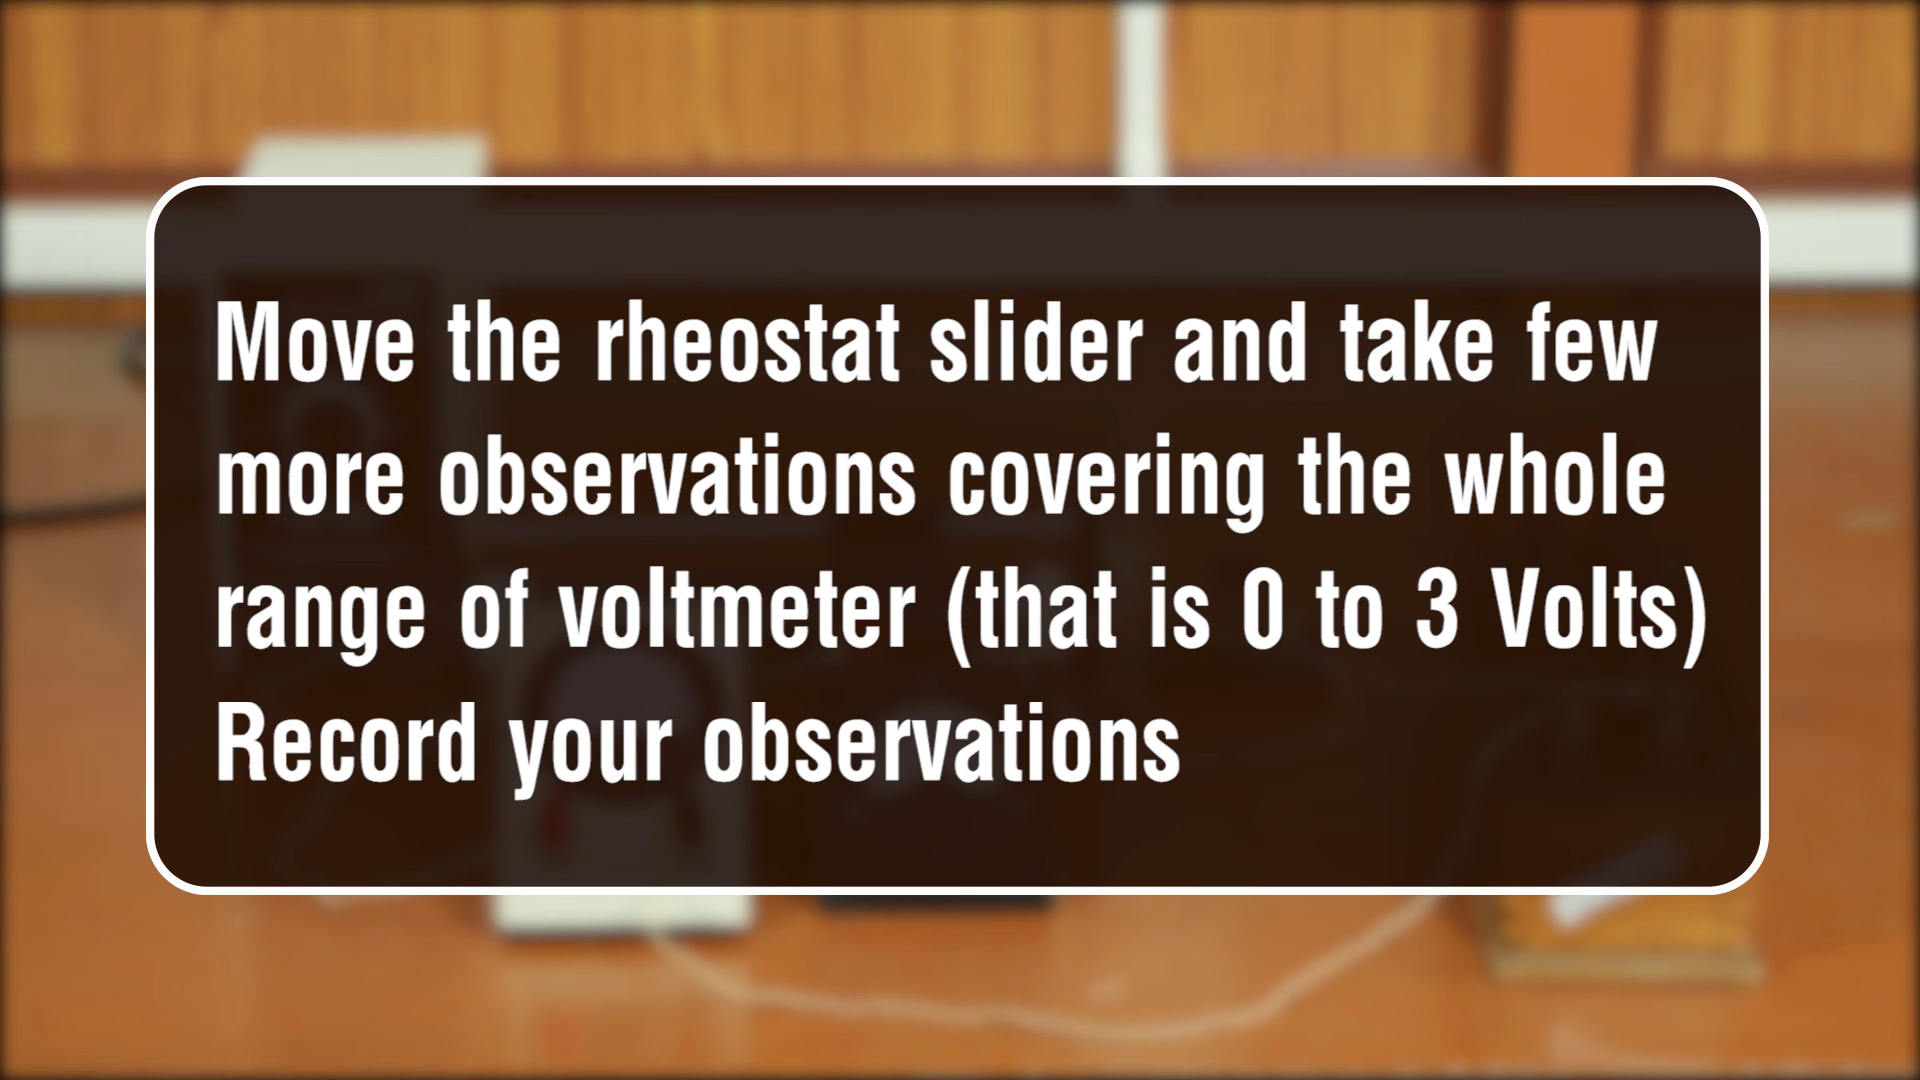 Move the rheostat slider and take few
more observations covering the whole
range of voltmeter (that is 0 to 3 Volts)
Record your observations